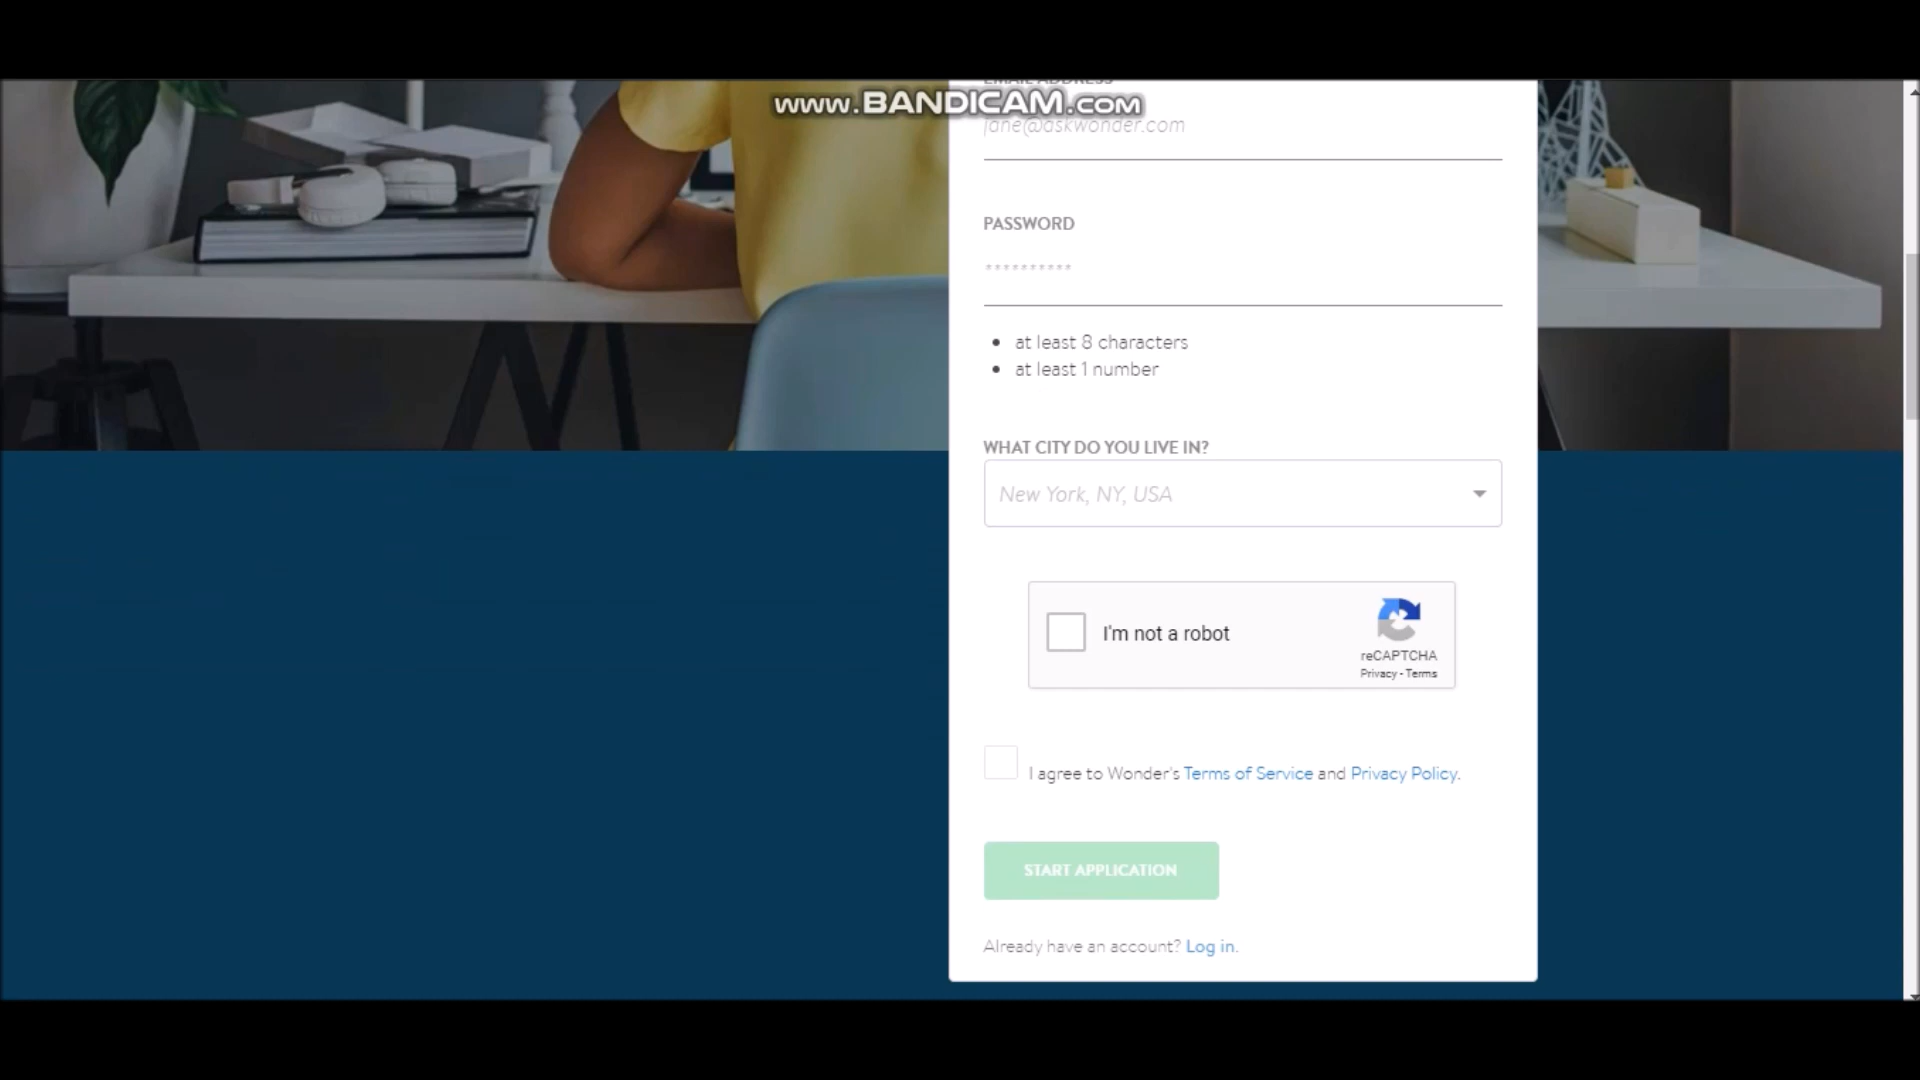 EMAIL ADDRESS
www.BANDICAM.com
jane@askwonder.com
PASSWORD
**********
at least 8 characters
at least 1 number
WHAT CITY DO YOU LIVE IN?
New York, NY, USA
I'm not a robot
reCAPTCHA
Privacy - Terms
I agree to Wonder's Terms of Service and Privacy Policy.
START APPLICATION
Already have an account? Log in.